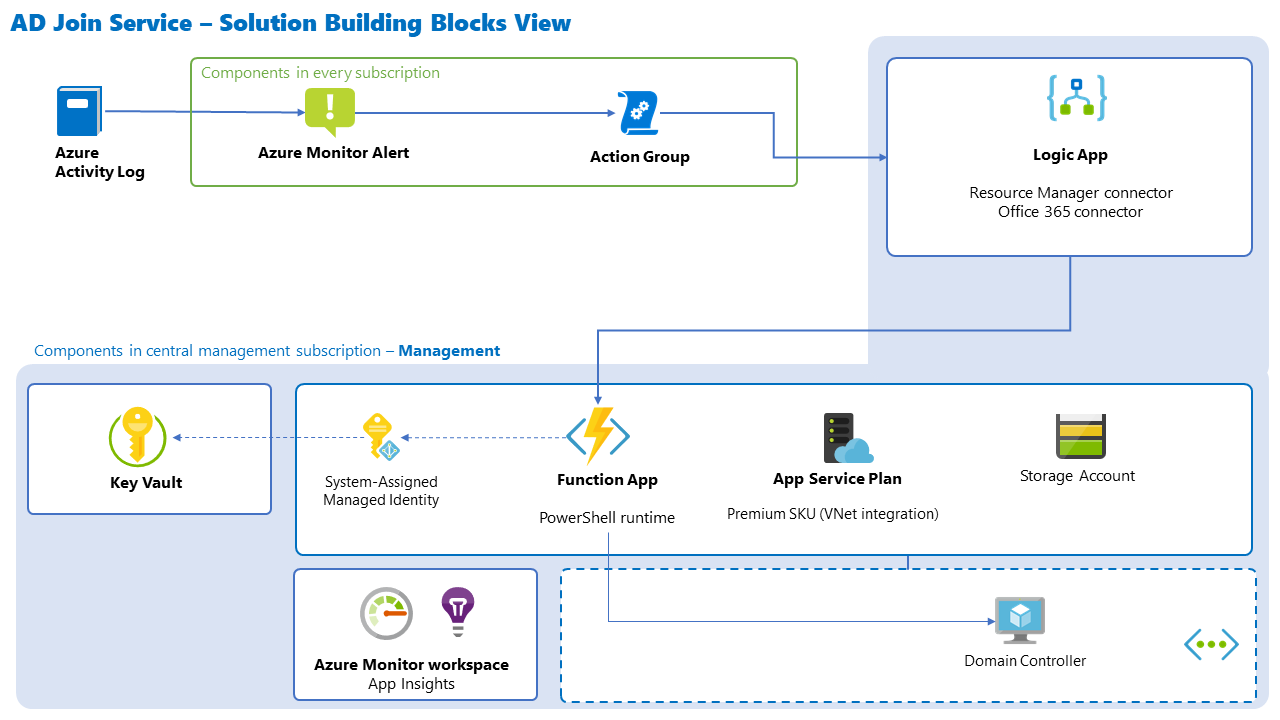 AD Join Service – Solution Building Blocks View
Components in every subscription
Azure
Activity Log
Azure Monitor Alert
Action Group
Logic App
Resource Manager connector
Office 365 connector
Components in central management subscription – Management
Key Vault
System-Assigned
Managed Identity
Function App
PowerShell runtime
App Service Plan
Premium SKU (VNet integration)
Storage Account
Azure Monitor workspace
App Insights
Domain Controller